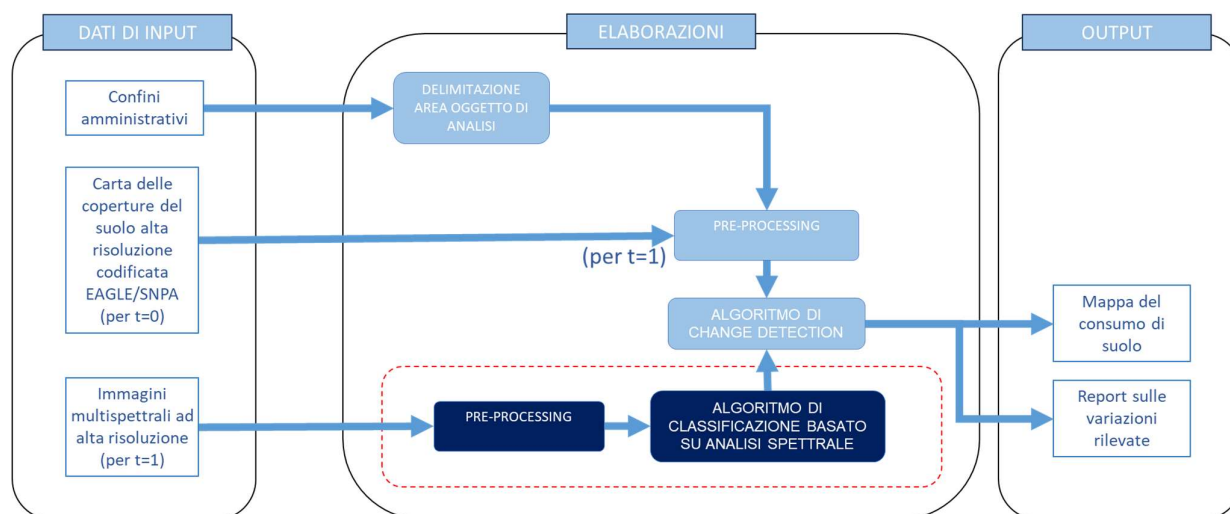 DATI DI INPUT
ELABORAZIONI
OUTPUT
Confini
amministrativi
DELIMITAZIONE
AREA OGGETTO DI
ANALISI
Carta delle
coperture del
suolo alta
risoluzione
codificata
EAGLE/SNPA
(per t=0)
PRE-PROCESSING
(per t=1)
ALGORITMO DI
CHANGE DETECTION
Mappa del
consumo di
suolo
Immagini
multispettrali ad
alta risoluzione
(per t=1)
PRE-PROCESSING
ALGORITMO DI
CLASSIFICAZIONE BASATO
SU ANALISI SPETTRALE
Report sulle
variazioni
rilevate